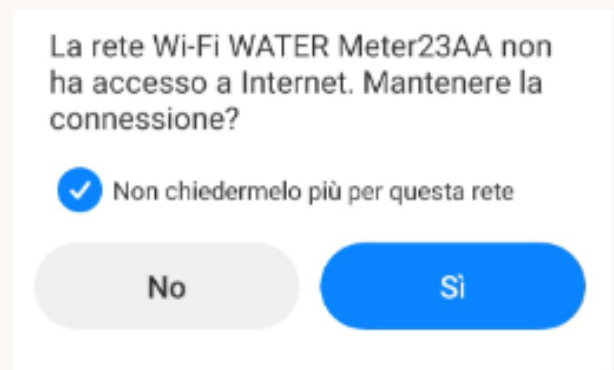 La rete Wi-Fi WATER Meter23AA non
ha accesso a Internet. Mantenere la
connessione?
Non chiedermelo più per questa rete
No
Sì